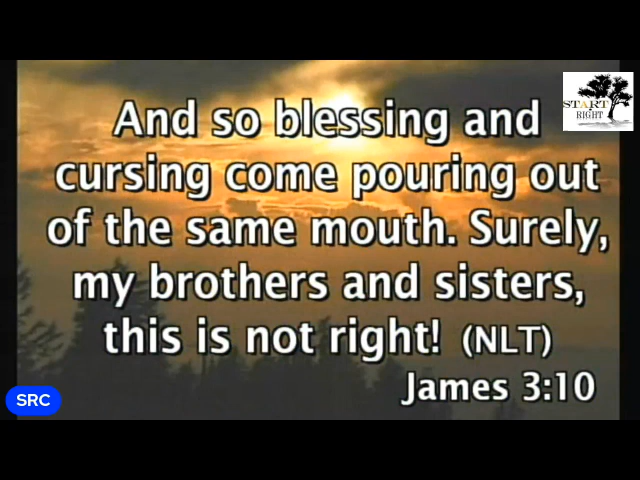 START
RIGHT
And so blessing and
cursing come pouring out
of the same mouth. Surely,
my brothers and sisters,
this is not right! (NLT)
James 3:10
SRC